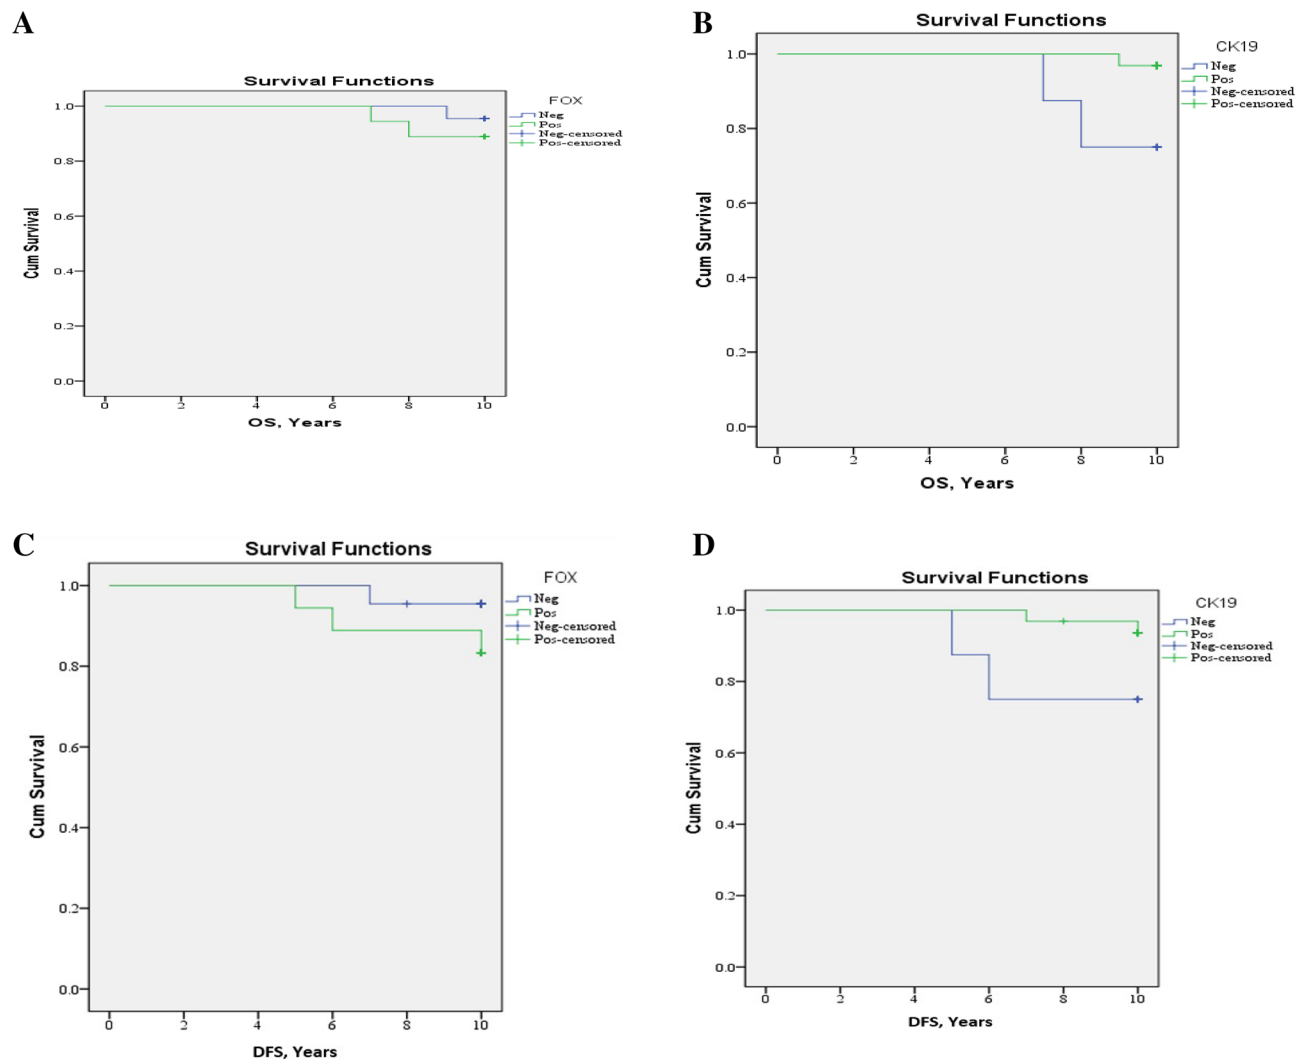 A
Survival Functions
FOX
Neg
Pos
Neg-censored
Pos-censored
1.0
0.8
0.6
0.4
0.2
0.0
Cum Survival
0 2 4 6 8 10
OS, Years
B
Survival Functions
CK19
Neg
Pos
Neg-censored
Pos-censored
1.0
0.8
0.6
0.4
0.2
0.0
Cum Survival
0 2 4 6 8 10
OS, Years
C
Survival Functions
FOX
Neg
Pos
Neg-censored
Pos-censored
1.0
0.8
0.6
0.4
0.2
0.0
Cum Survival
0 2 4 6 8 10
DFS, Years
D
Survival Functions
CK19
Neg
Pos
Neg-censored
Pos-censored
1.0
0.8
0.6
0.4
0.2
0.0
Cum Survival
0 2 4 6 8 10
DFS, Years